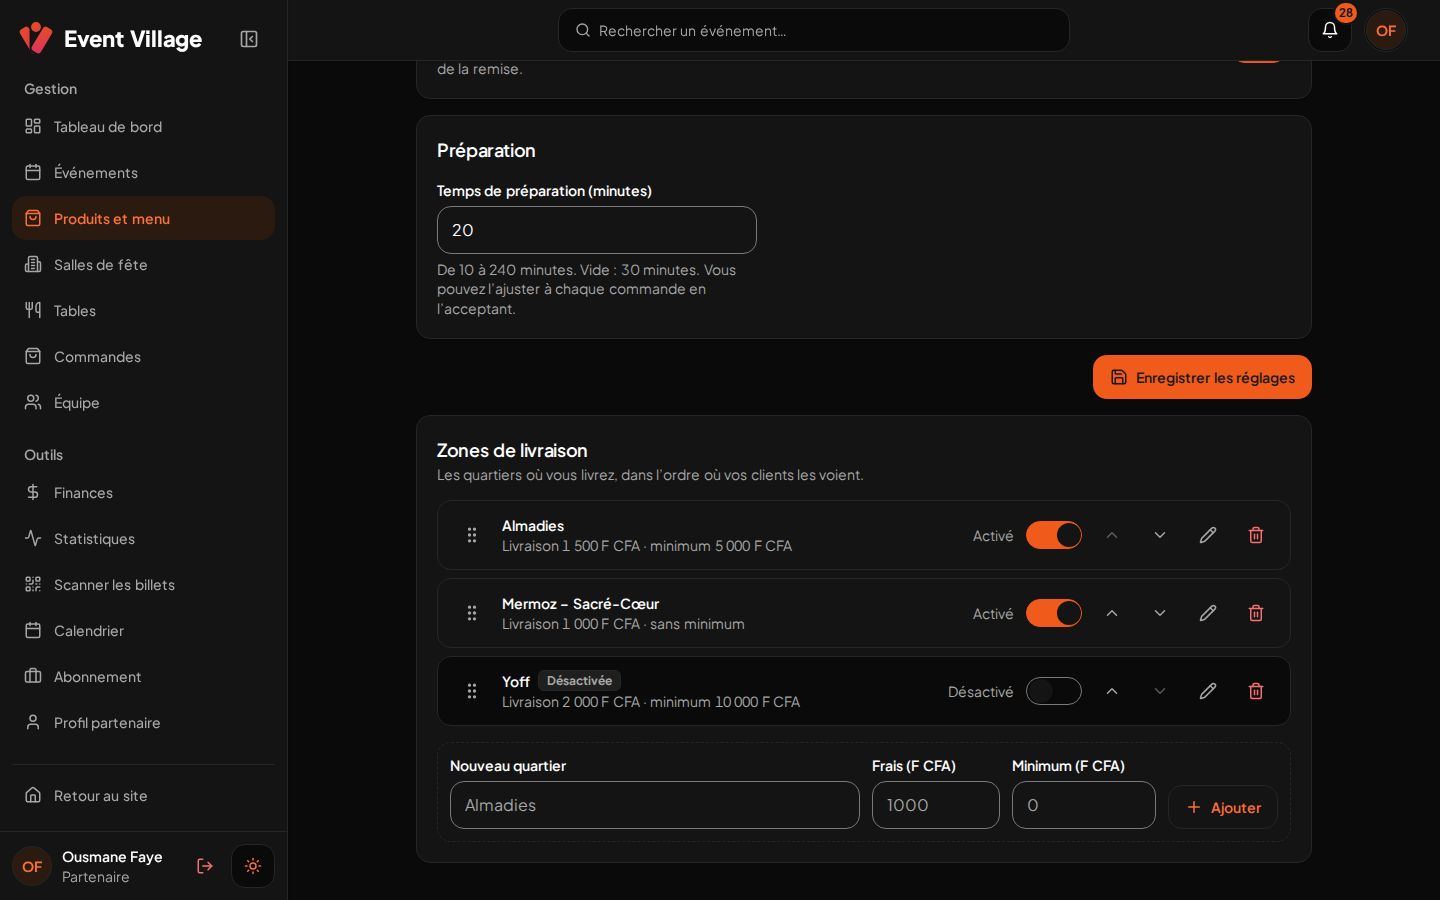 Event Village
Rechercher un événement...
28
OF
Gestion
Tableau de bord
Événements
Produits et menu
Salles de fête
Tables
Commandes
Équipe
Outils
Finances
Statistiques
Scanner les billets
Calendrier
Abonnement
Profil partenaire
Retour au site
OF
Ousmane Faye
Partenaire
de la remise.
Préparation
Temps de préparation (minutes)
20
De 10 à 240 minutes. Vide : 30 minutes. Vous
pouvez l'ajuster à chaque commande en
l'acceptant.
Enregistrer les réglages
Zones de livraison
Les quartiers où vous livrez, dans l'ordre où vos clients les voient.
Almadies
Livraison 1 500 F CFA · minimum 5 000 F CFA
Activé
Mermoz – Sacré-Cœur
Livraison 1 000 F CFA · sans minimum
Activé
Yoff Désactivée
Livraison 2 000 F CFA · minimum 10 000 F CFA
Désactivé
Nouveau quartier
Frais (F CFA)
Minimum (F CFA)
Almadies
1000
0
Ajouter